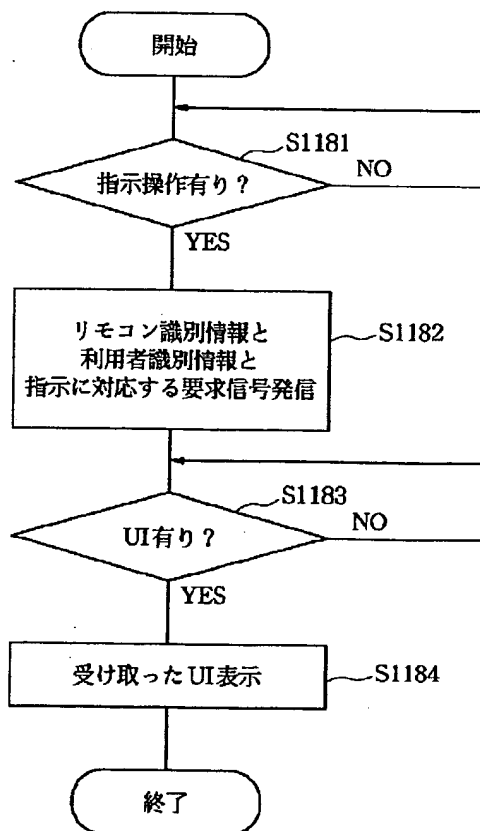 開始
S1181
指示操作有り?
NO
YES
リモコン識別情報と
利用者識別情報と
指示に対応する要求信号発信
S1182
S1183
UI有り?
NO
YES
受け取ったUI表示
S1184
終了